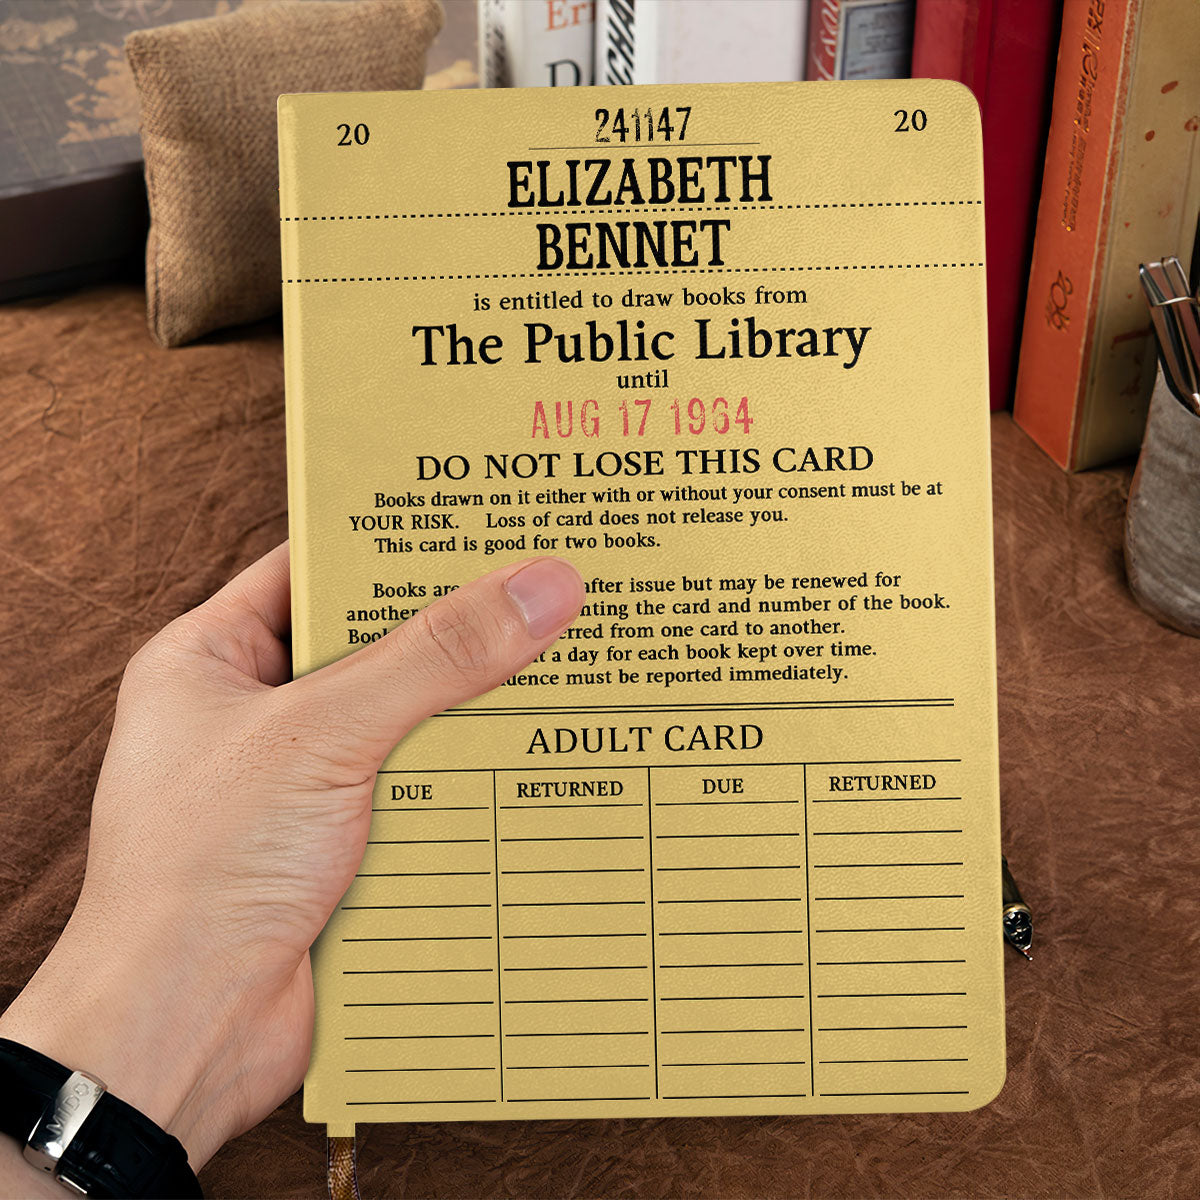 20 241147 20
ELIZABETH
BENNET
is entitled to draw books from
The Public Library
until
AUG 17 1964
DO NOT LOSE THIS CARD
Books drawn on it either with or without your consent must be at
YOUR RISK. Loss of card does not release you.
This card is good for two books.
Books are after issue but may be renewed for
another the card and number of the book.
from one card to another.
a day for each book kept over time.
must be reported immediately.
ADULT CARD
DUE RETURNED DUE RETURNED